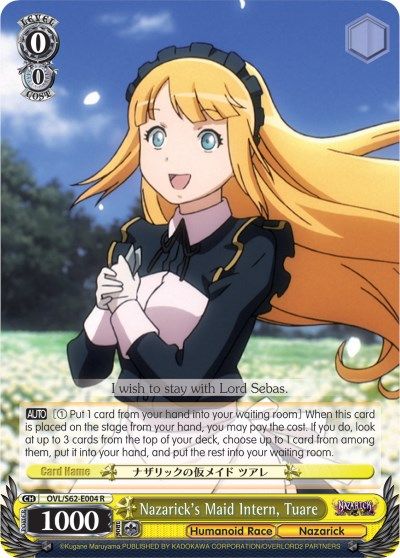 LEVEL
0
0
COST
I wish to stay with Lord Sebas.
AUTO [① Put 1 card from your hand into your waiting room] When this card
is placed on the stage from your hand, you may pay the cost. If you do, look
at up to 3 cards from the top of your deck, choose up to 1 card from among
them, put it into your hand, and put the rest into your waiting room.
Card Name ナザリックの仮メイド ツアレ
CH OVL/S62-E004 R
POWER 1000 SOUL
Nazarick's Maid Intern, Tuare
NAZARICK
Humanoid Race Nazarick
©Kugane Maruyama,PUBLISHED BY KADOKAWA CORPORATION/OVERLORD2 PARTNERS